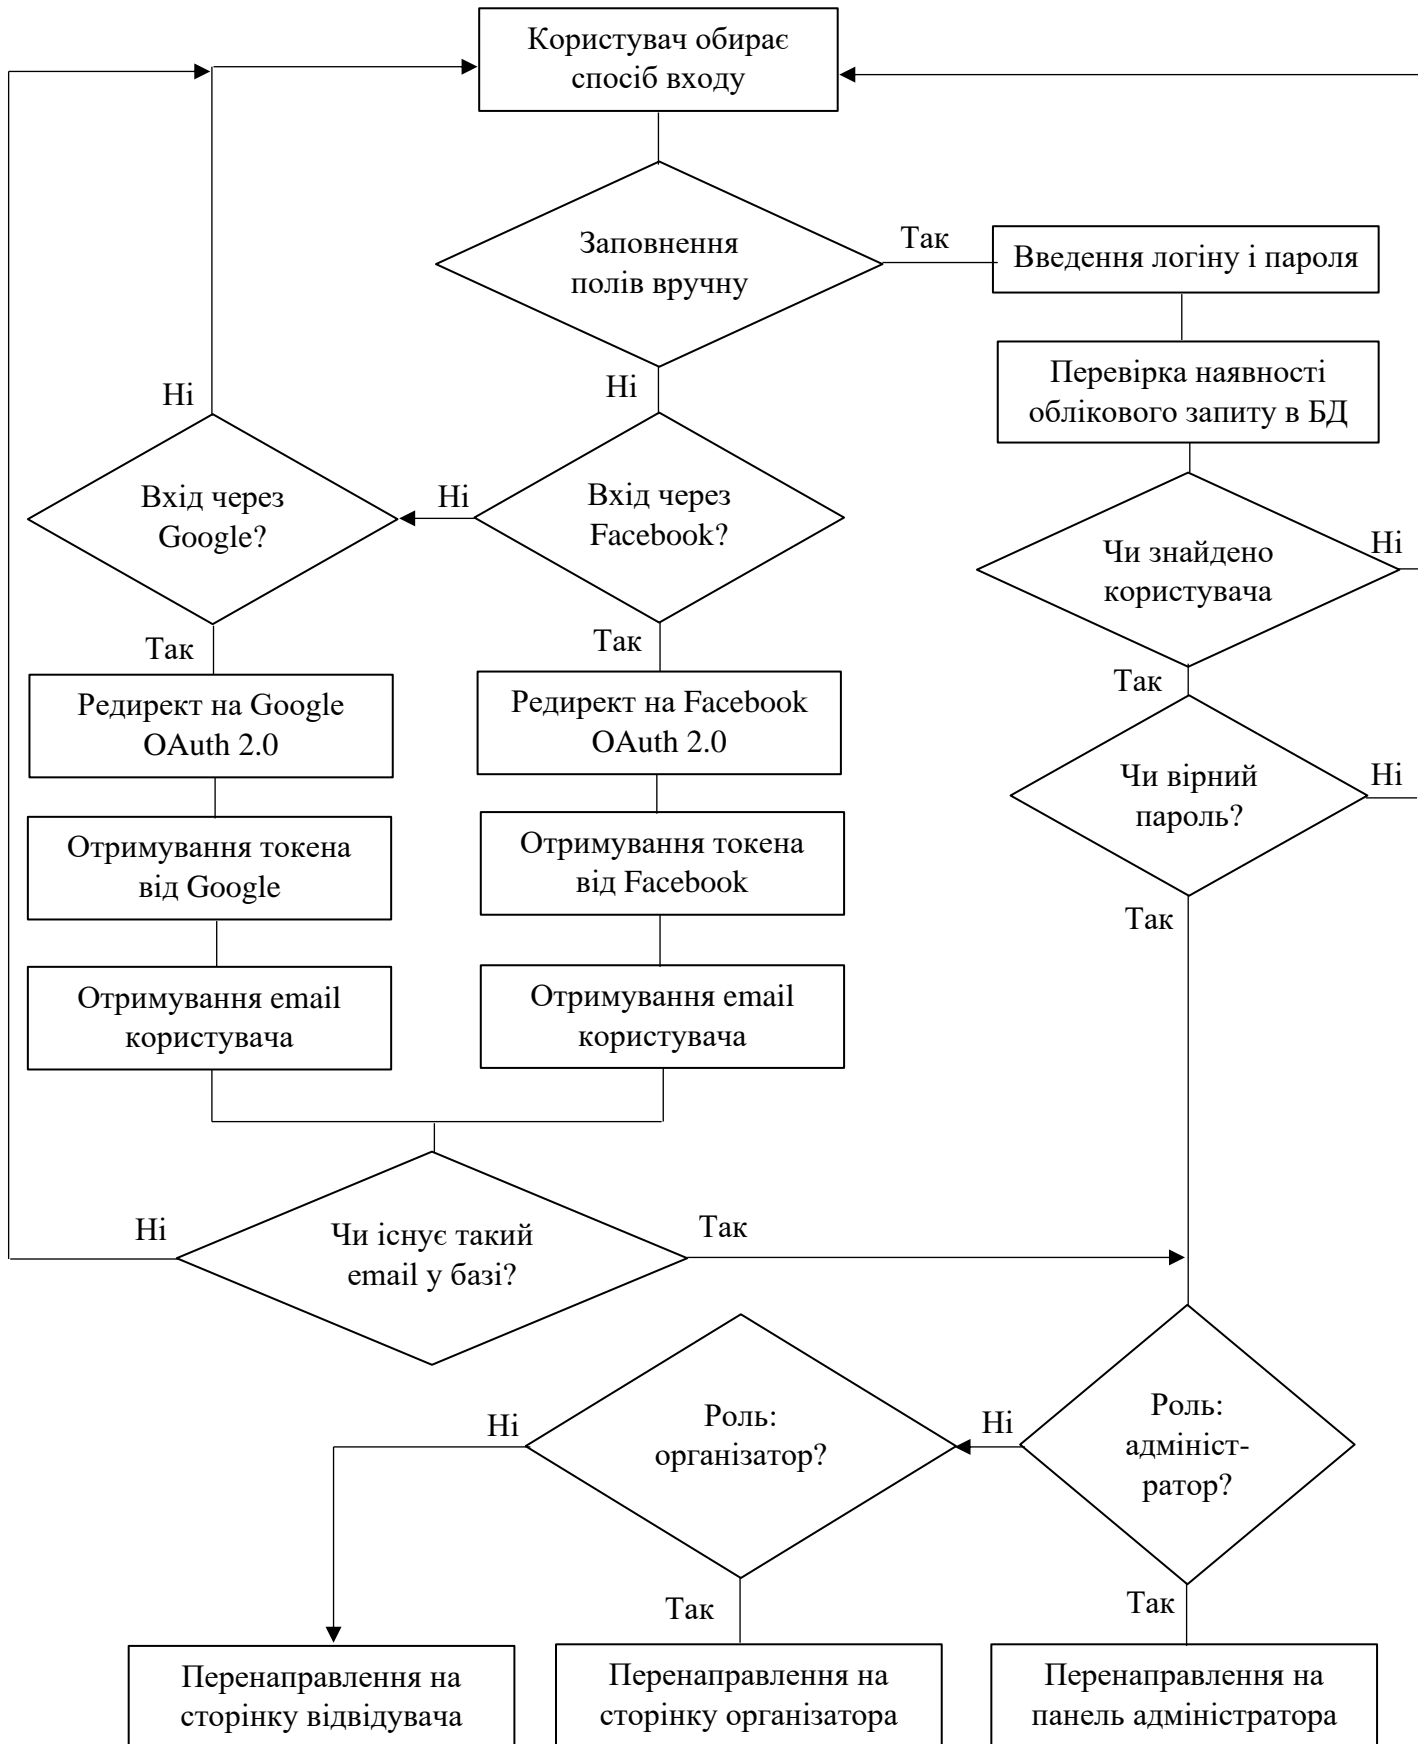 Користувач обирає
спосіб входу
Заповнення
полів вручну
Так
Введення логіну і пароля
Перевірка наявності
облікового запиту в БД
Ні
Ні
Вхід через
Google?
Ні
Вхід через
Facebook?
Чи знайдено
користувача
Ні
Так
Так
Так
Редирект на Google
OAuth 2.0
Редирект на Facebook
OAuth 2.0
Чи вірний
пароль?
Ні
Отримування токена
від Google
Отримування токена
від Facebook
Так
Отримування email
користувача
Отримування email
користувача
Ні
Чи існує такий
email у базі?
Так
Ні
Роль:
організатор?
Ні
Роль:
адмініст-
ратор?
Так
Так
Перенаправлення на
сторінку відвідувача
Перенаправлення на
сторінку організатора
Перенаправлення на
панель адміністратора